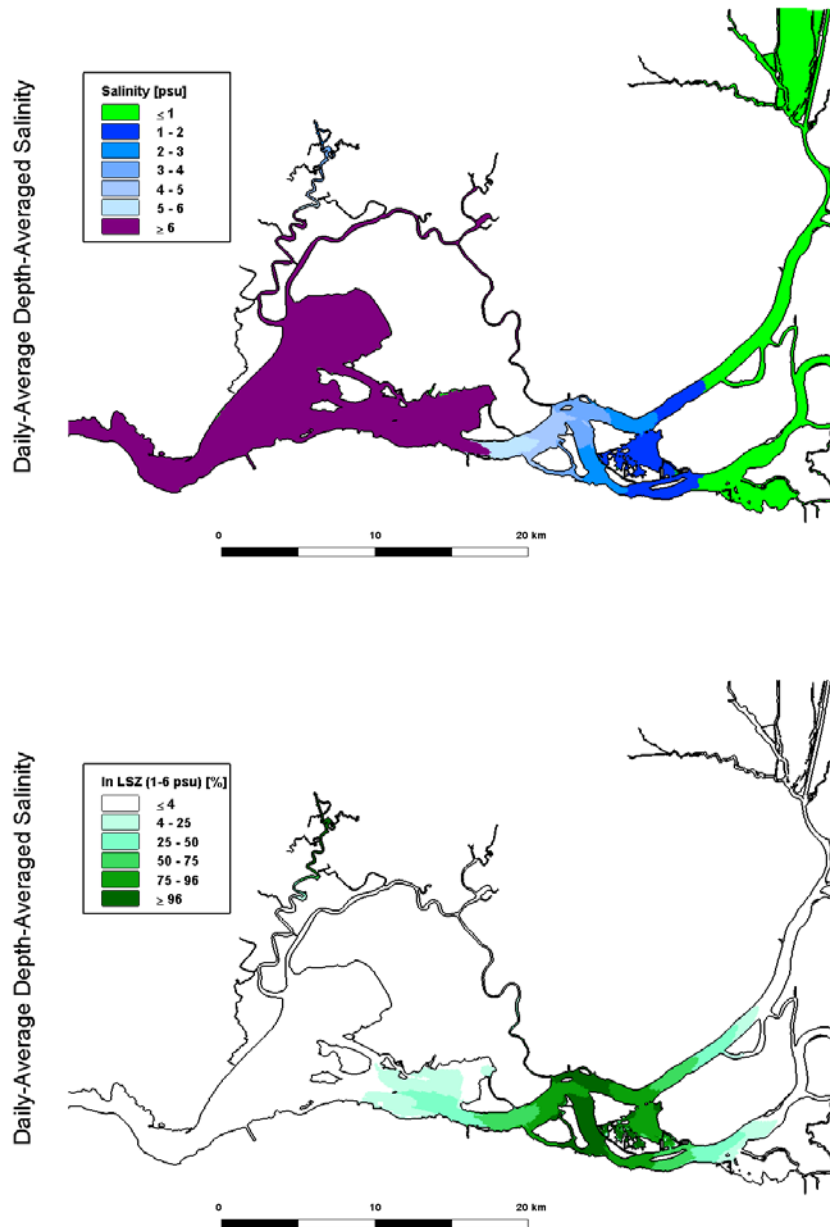 Daily-Average Depth-Averaged Salinity
Salinity [psu]
≤ 1
1 - 2
2 - 3
3 - 4
4 - 5
5 - 6
≥ 6
0 10 20 km
Daily-Average Depth-Averaged Salinity
In LSZ (1-6 psu) [%]
≤ 4
4 - 25
25 - 50
50 - 75
75 - 96
≥ 96
0 10 20 km